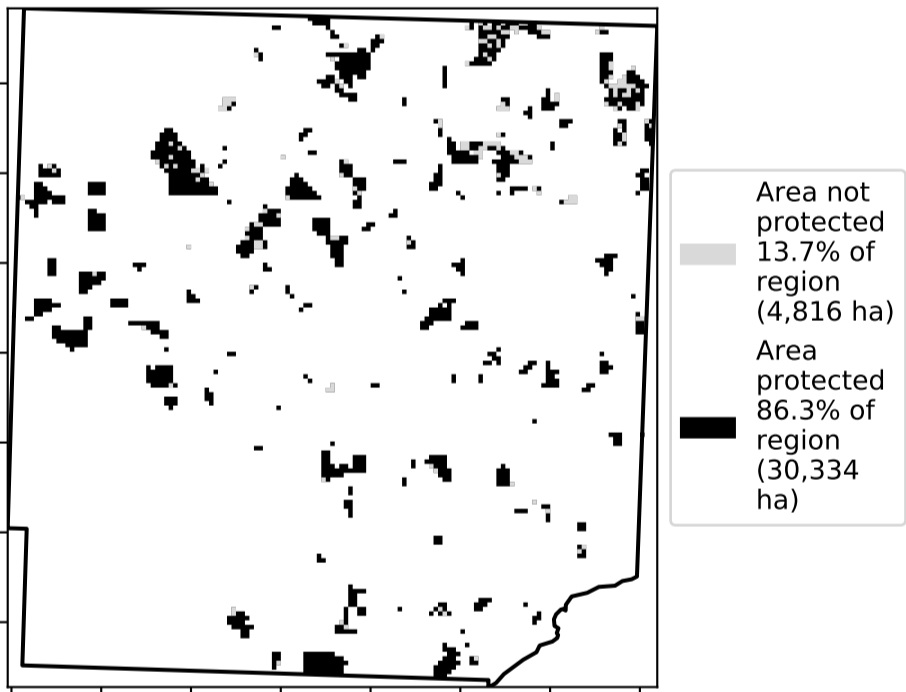 Area not
protected
13.7% of
region
(4,816 ha)
Area
protected
86.3% of
region
(30,334
ha)